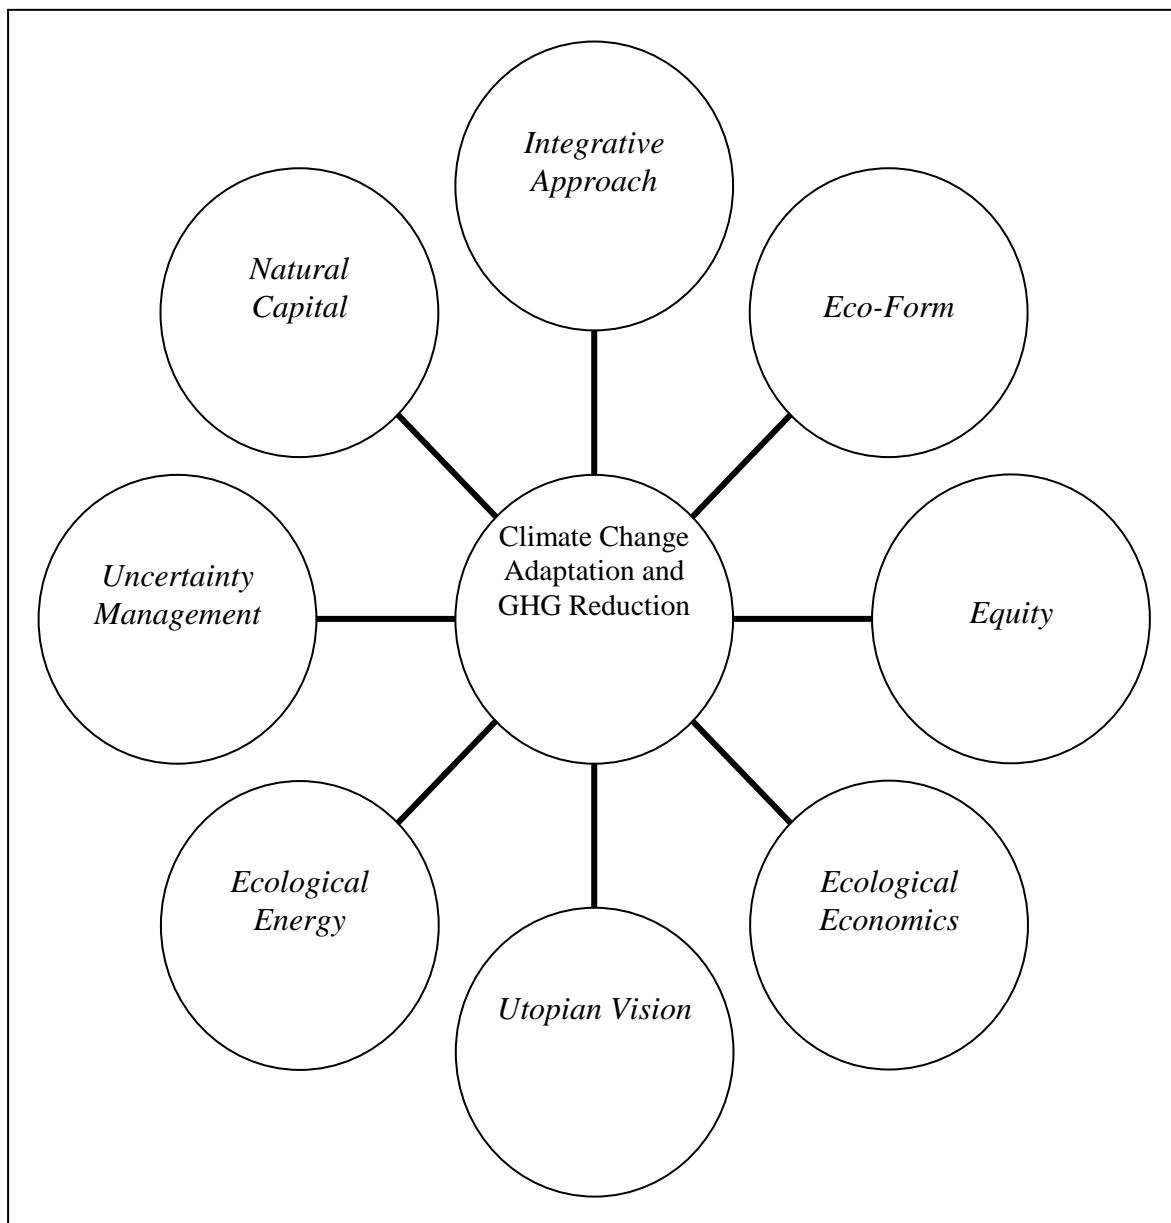 Integrative
Approach
Natural
Capital
Eco-Form
Climate Change
Adaptation and
GHG Reduction
Uncertainty
Management
Equity
Ecological
Energy
Ecological
Economics
Utopian Vision